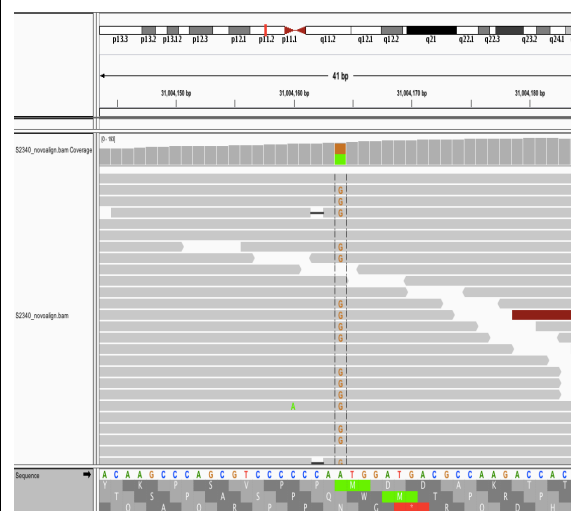 p13.3 p13.2 p13.12 p12.3 p12.1 p11.2 p11.1 q11.2 q12.1 q12.2 q21 q22.1 q22.3 q23.2 q24.1
41 bp
31,004,150 bp 31,004,160 bp 31,004,170 bp 31,004,180 bp
S2340_novoalign.bam Coverage
G
G
G
G
G
G
S2340_novoalign.bam
G
G
G
G
G
A G
G
G
G
Sequence A C A A G C C C A G C G T C C C C C C A A T G G A T G A C G C C A A G A C C A C
Y K P S V P P M D D A K T T
T S P A S P Q W M T P R P
Q A Q R P P N G * R Q D H